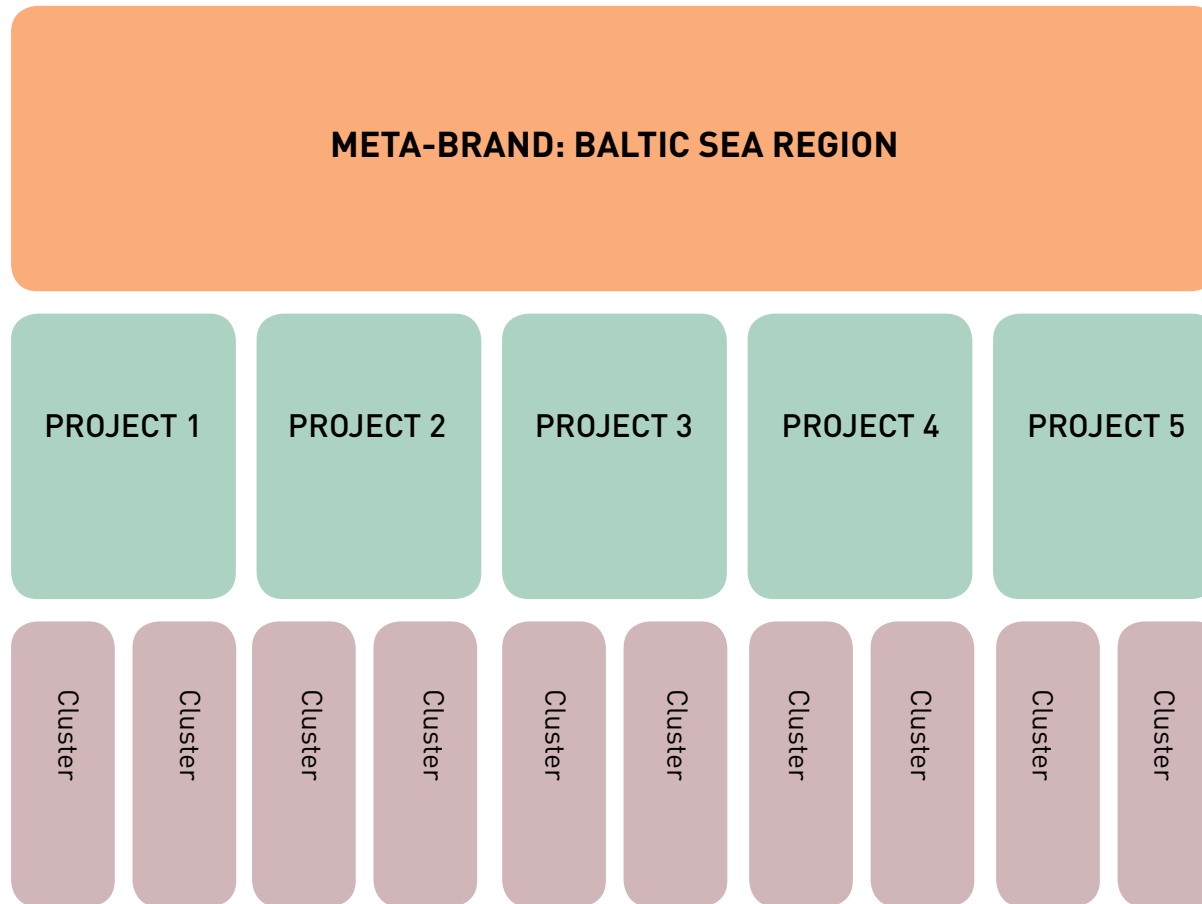 META-BRAND: BALTIC SEA REGION
PROJECT 1
PROJECT 2
PROJECT 3
PROJECT 4
PROJECT 5
Cluster
Cluster
Cluster
Cluster
Cluster
Cluster
Cluster
Cluster
Cluster
Cluster